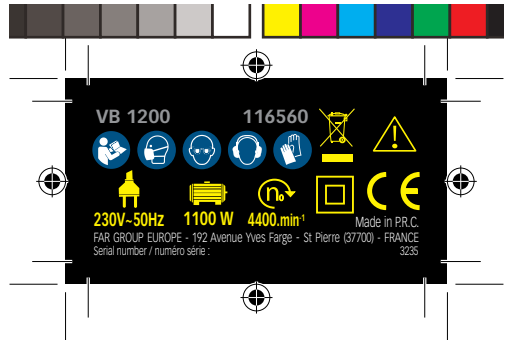 VB 1200 116560
230V~50Hz 1100 W n₀ 4400.min⁻¹ CE
Made in P.R.C.
FAR GROUP EUROPE - 192 Avenue Yves Farge - St Pierre (37700) - FRANCE
Serial number / numéro série : 3235